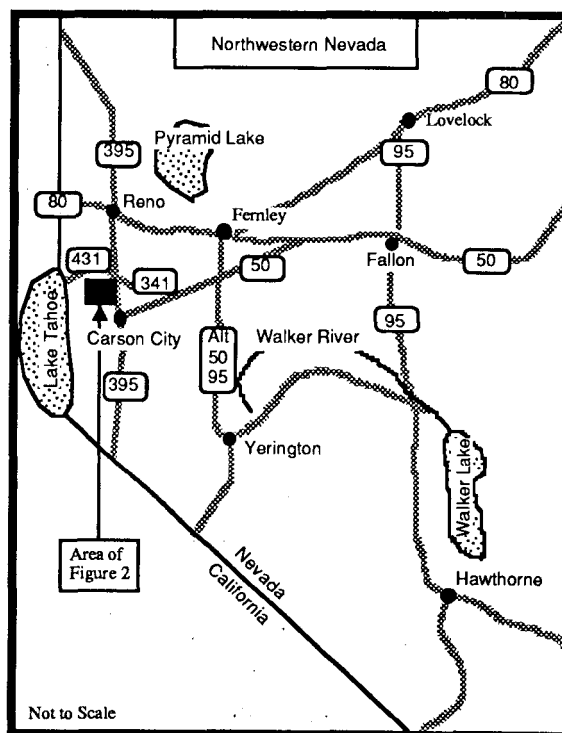 Northwestern Nevada
80
Lovelock
395
Pyramid Lake
95
80
Reno
Fernley
431
341
50
Fallon
50
Lake Tahoe
Carson City
Alt
50
95
Walker River
95
395
Yerington
Walker Lake
Area of
Figure 2
Nevada
California
Hawthorne
Not to Scale